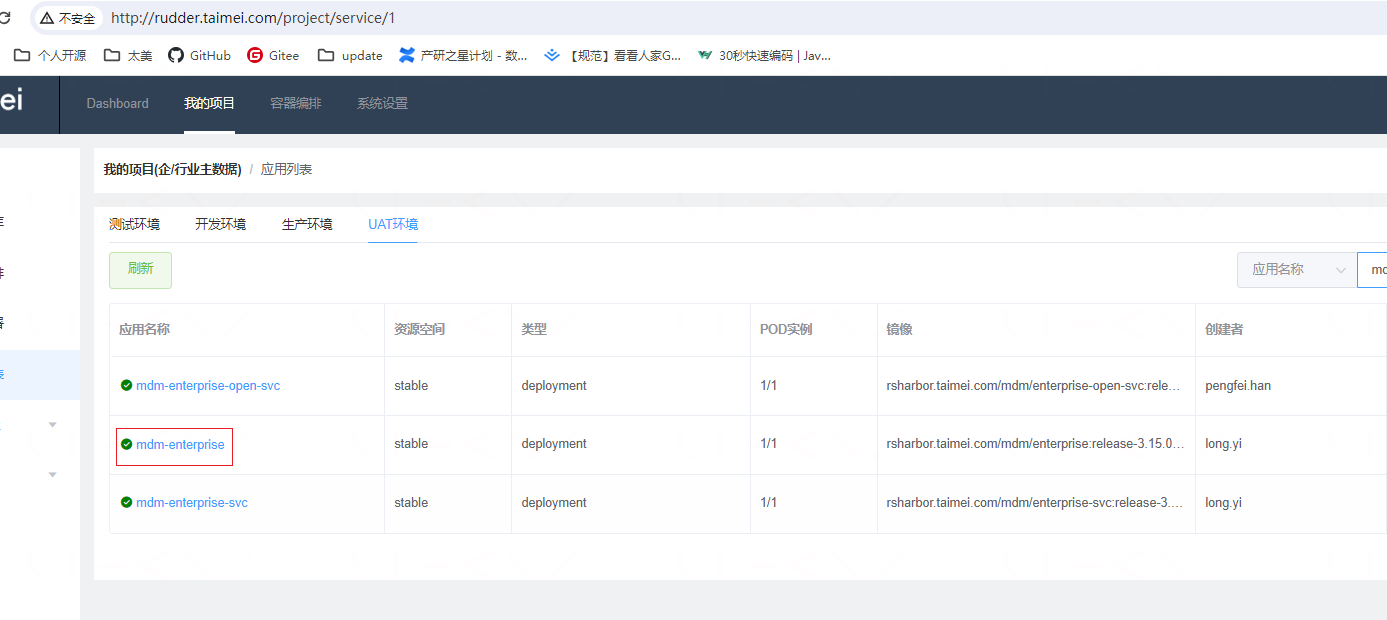 不安全 http://rudder.taimei.com/project/service/1
个人开源 太美 GitHub Gitee update 产研之星计划 - 数... 【规范】看看人家G... 30秒快速编码 | Jav...
ei Dashboard 我的项目 容器编排 系统设置
我的项目(企/行业主数据) / 应用列表
测试环境 开发环境 生产环境 UAT环境
刷新 应用名称
应用名称 资源空间 类型 POD实例 镜像 创建者
mdm-enterprise-open-svc stable deployment 1/1 rsharbor.taimei.com/mdm/enterprise-open-svc:rele... pengfei.han
mdm-enterprise stable deployment 1/1 rsharbor.taimei.com/mdm/enterprise:release-3.15.0... long.yi
mdm-enterprise-svc stable deployment 1/1 rsharbor.taimei.com/mdm/enterprise-svc:release-3.... long.yi